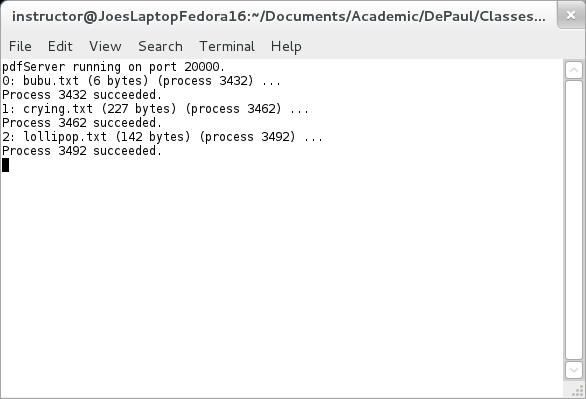 instructor@JoesLaptopFedora16:~/Documents/Academic/DePaul/Classes...
File Edit View Search Terminal Help
pdfServer running on port 20000.
0: bubu.txt (6 bytes) (process 3432) ...
Process 3432 succeeded.
1: crying.txt (227 bytes) (process 3462) ...
Process 3462 succeeded.
2: lollipop.txt (142 bytes) (process 3492) ...
Process 3492 succeeded.